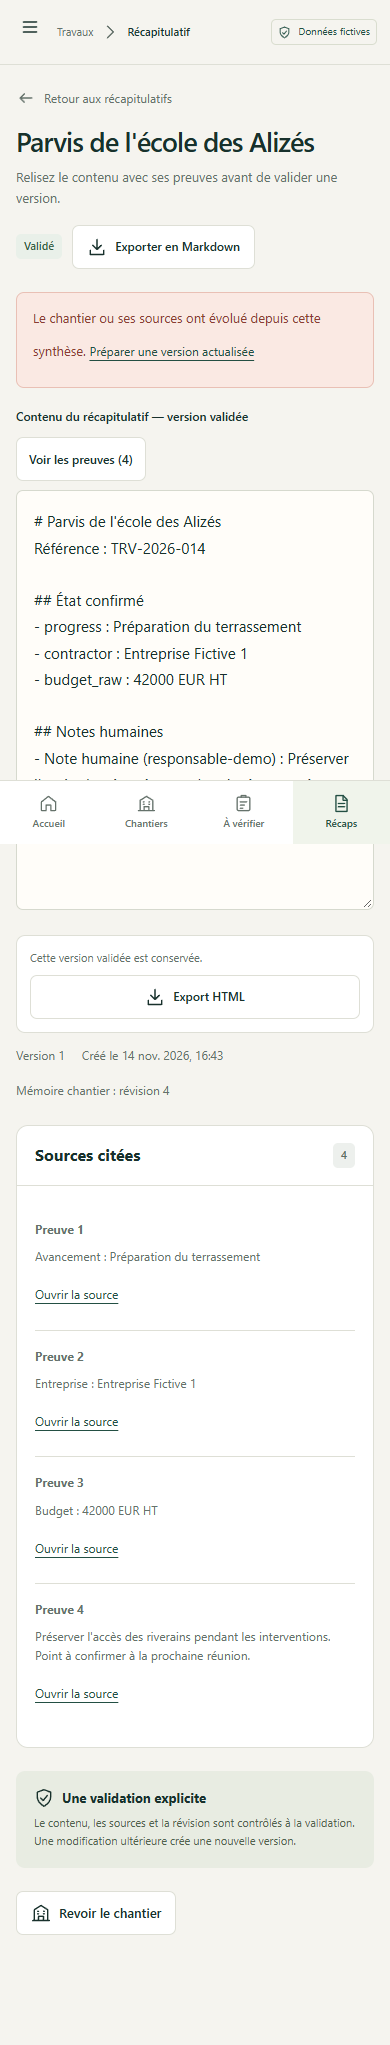 Travaux
Récapitulatif
Données fictives
Retour aux récapitulatifs
Parvis de l'école des Alizés
Relisez le contenu avec ses preuves avant de valider une
version.
Validé
Exporter en Markdown
Le chantier ou ses sources ont évolué depuis cette
synthèse. Préparer une version actualisée
Contenu du récapitulatif — version validée
Voir les preuves (4)
# Parvis de l'école des Alizés
Référence : TRV-2026-014
## État confirmé
- progress : Préparation du terrassement
- contractor : Entreprise Fictive 1
- budget_raw : 42000 EUR HT
## Notes humaines
- Note humaine (responsable-demo) : Préserver
Accueil
Chantiers
À vérifier
Récaps
Cette version validée est conservée.
Export HTML
Version 1
Créé le 14 nov. 2026, 16:43
Mémoire chantier : révision 4
Sources citées
4
Preuve 1
Avancement : Préparation du terrassement
Ouvrir la source
Preuve 2
Entreprise : Entreprise Fictive 1
Ouvrir la source
Preuve 3
Budget : 42000 EUR HT
Ouvrir la source
Preuve 4
Préserver l'accès des riverains pendant les interventions.
Point à confirmer à la prochaine réunion.
Ouvrir la source
Une validation explicite
Le contenu, les sources et la révision sont contrôlés à la validation.
Une modification ultérieure crée une nouvelle version.
Revoir le chantier